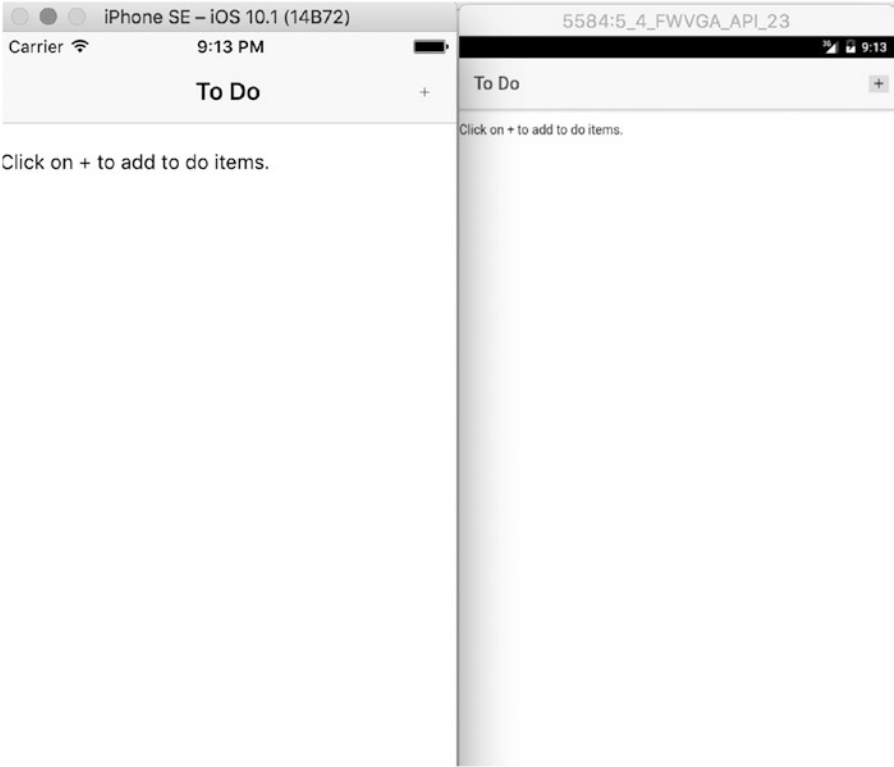 iPhone SE – iOS 10.1 (14B72)
Carrier 9:13 PM
To Do +
Click on + to add to do items.
5584:5_4_FWVGA_API_23
3G 9:13
To Do +
Click on + to add to do items.